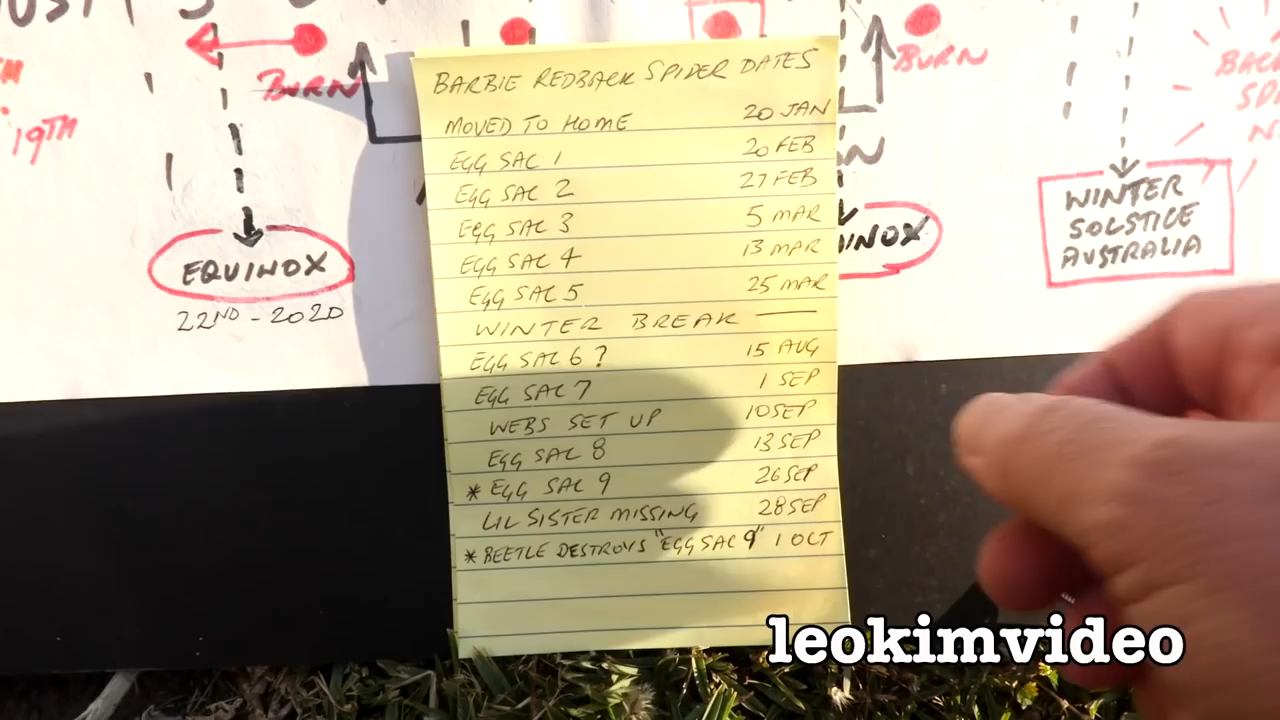 BURN
BURN
19TH
EQUINOX
22ND - 2020
WINTER
SOLSTICE
AUSTRALIA
BARBIE REDBACK SPIDER DATES
MOVED TO HOME 20 JAN
EGG SAC 1 20 FEB
EGG SAC 2 27 FEB
EGG SAC 3 5 MAR
EGG SAC 4 13 MAR
EGG SAC 5 25 MAR
WINTER BREAK —
EGG SAC 6 ? 15 AUG
EGG SAC 7 1 SEP
WEBS SET UP 10 SEP
EGG SAC 8 13 SEP
* EGG SAC 9 26 SEP
LIL SISTER MISSING 28 SEP
* BEETLE DESTROYS "EGG SAC 9" 1 OCT
leokimvideo